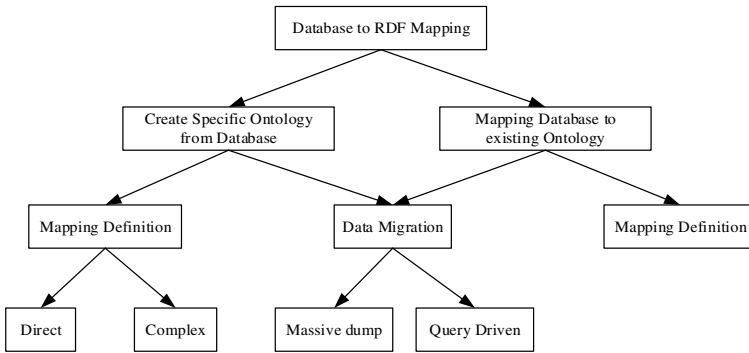 Database to RDF Mapping
Create Specific Ontology
from Database
Mapping Database to
existing Ontology
Mapping Definition
Data Migration
Mapping Definition
Direct
Complex
Massive dump
Query Driven